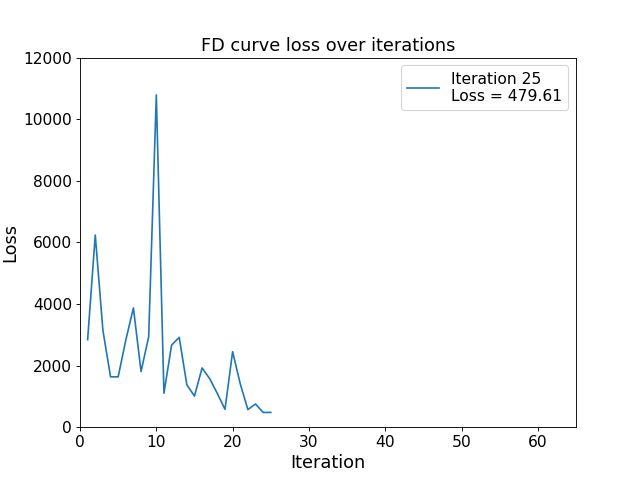 FD curve loss over iterations
12000
10000
8000
6000
4000
2000
0
Loss
Iteration 25
Loss = 479.61
0 10 20 30 40 50 60
Iteration